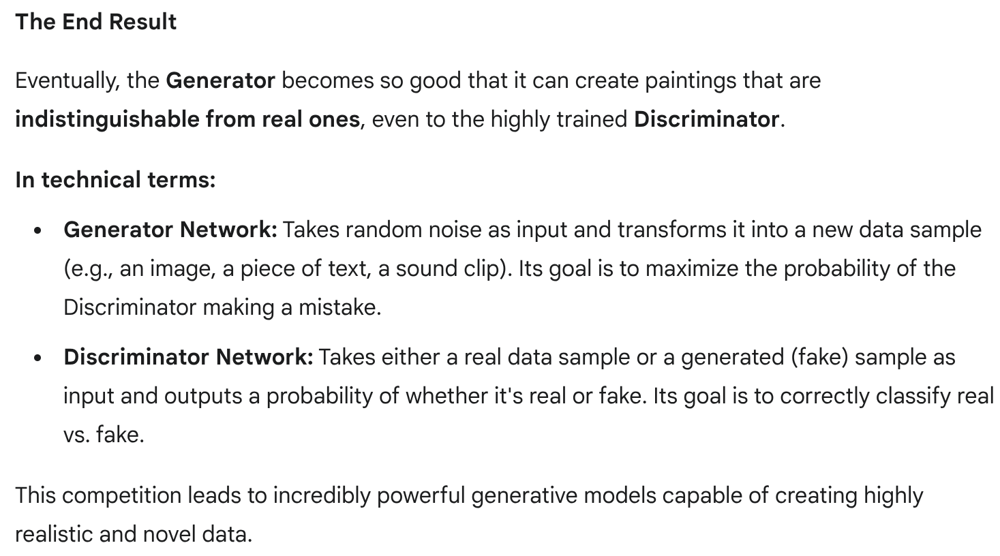 The End Result
Eventually, the Generator becomes so good that it can create paintings that are
indistinguishable from real ones, even to the highly trained Discriminator.
In technical terms:
• Generator Network: Takes random noise as input and transforms it into a new data sample
(e.g., an image, a piece of text, a sound clip). Its goal is to maximize the probability of the
Discriminator making a mistake.
• Discriminator Network: Takes either a real data sample or a generated (fake) sample as
input and outputs a probability of whether it's real or fake. Its goal is to correctly classify real
vs. fake.
This competition leads to incredibly powerful generative models capable of creating highly
realistic and novel data.